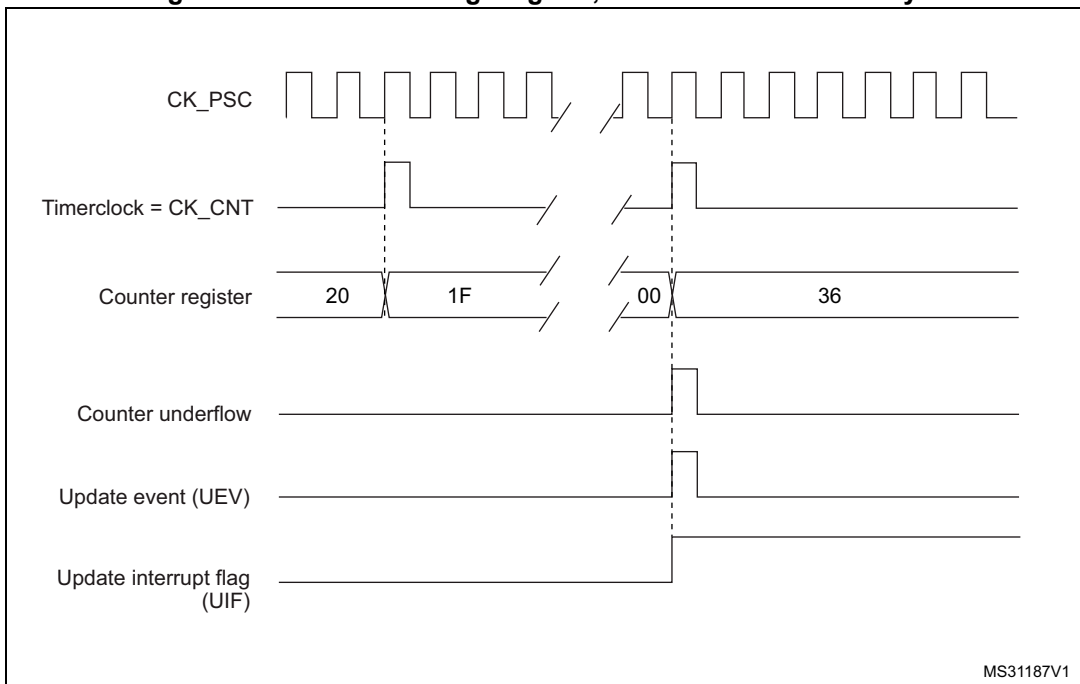 CK_PSC
Timerclock = CK_CNT
Counter register
20
1F
00
36
Counter underflow
Update event (UEV)
Update interrupt flag
(UIF)
MS31187V1